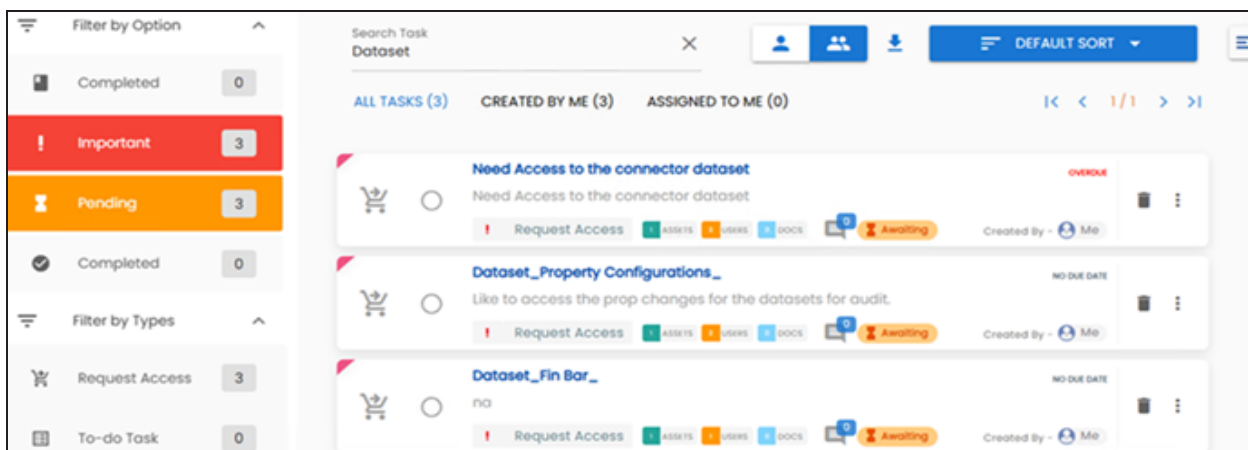 Filter by Option
Completed 0
Important 3
Pending 3
Completed 0
Filter by Types
Request Access 3
To-do Task 0
Search Task
Dataset
DEFAULT SORT
ALL TASKS (3) CREATED BY ME (3) ASSIGNED TO ME (0)
1/1
Need Access to the connector dataset
OVERDUE
Need Access to the connector dataset
Request Access ASSETS USERS DOCS 0 Awaiting Created By - Me
Dataset_Property Configurations_
NO DUE DATE
Like to access the prop changes for the datasets for audit.
Request Access ASSETS USERS DOCS 0 Awaiting Created By - Me
Dataset_Fin Bar_
NO DUE DATE
na
Request Access ASSETS USERS DOCS 0 Awaiting Created By - Me